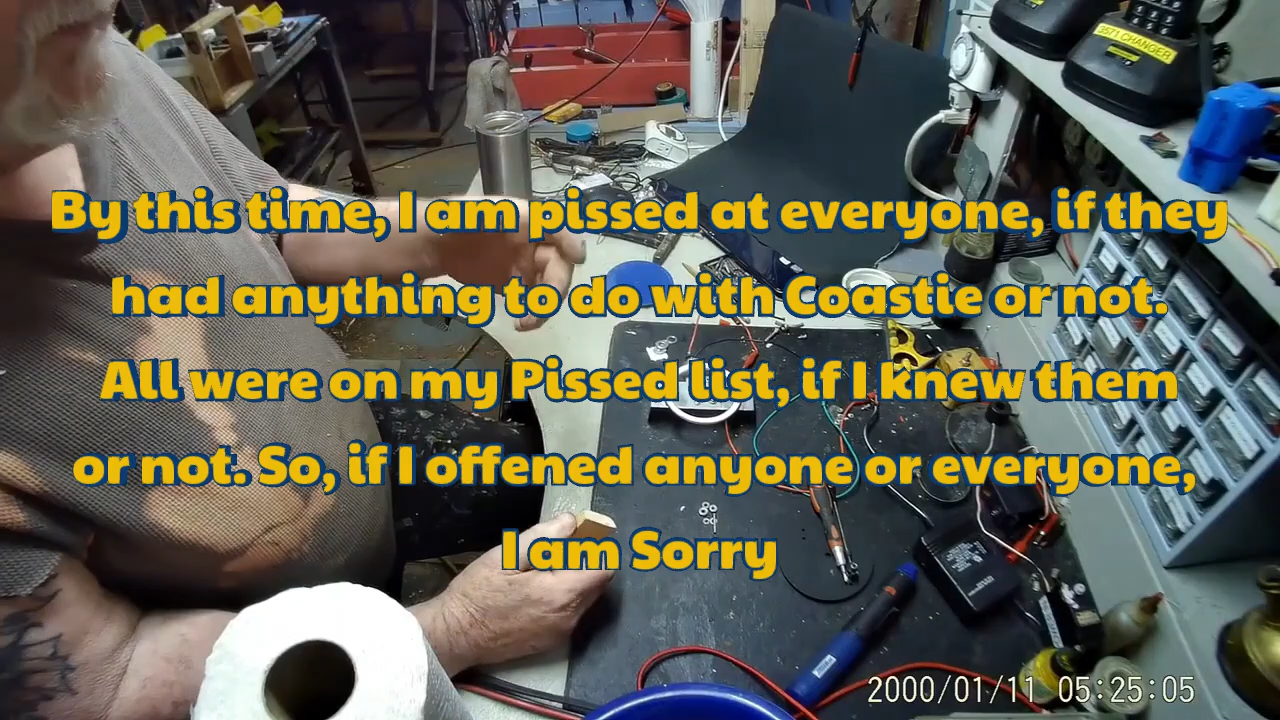 3571 CHANGER
By this time, I am pissed at everyone, if they
had anything to do with Coastie or not.
All were on my Pissed list, if I knew them
or not. So, if I offened anyone or everyone,
I am Sorry
2000/01/11 05:25:05